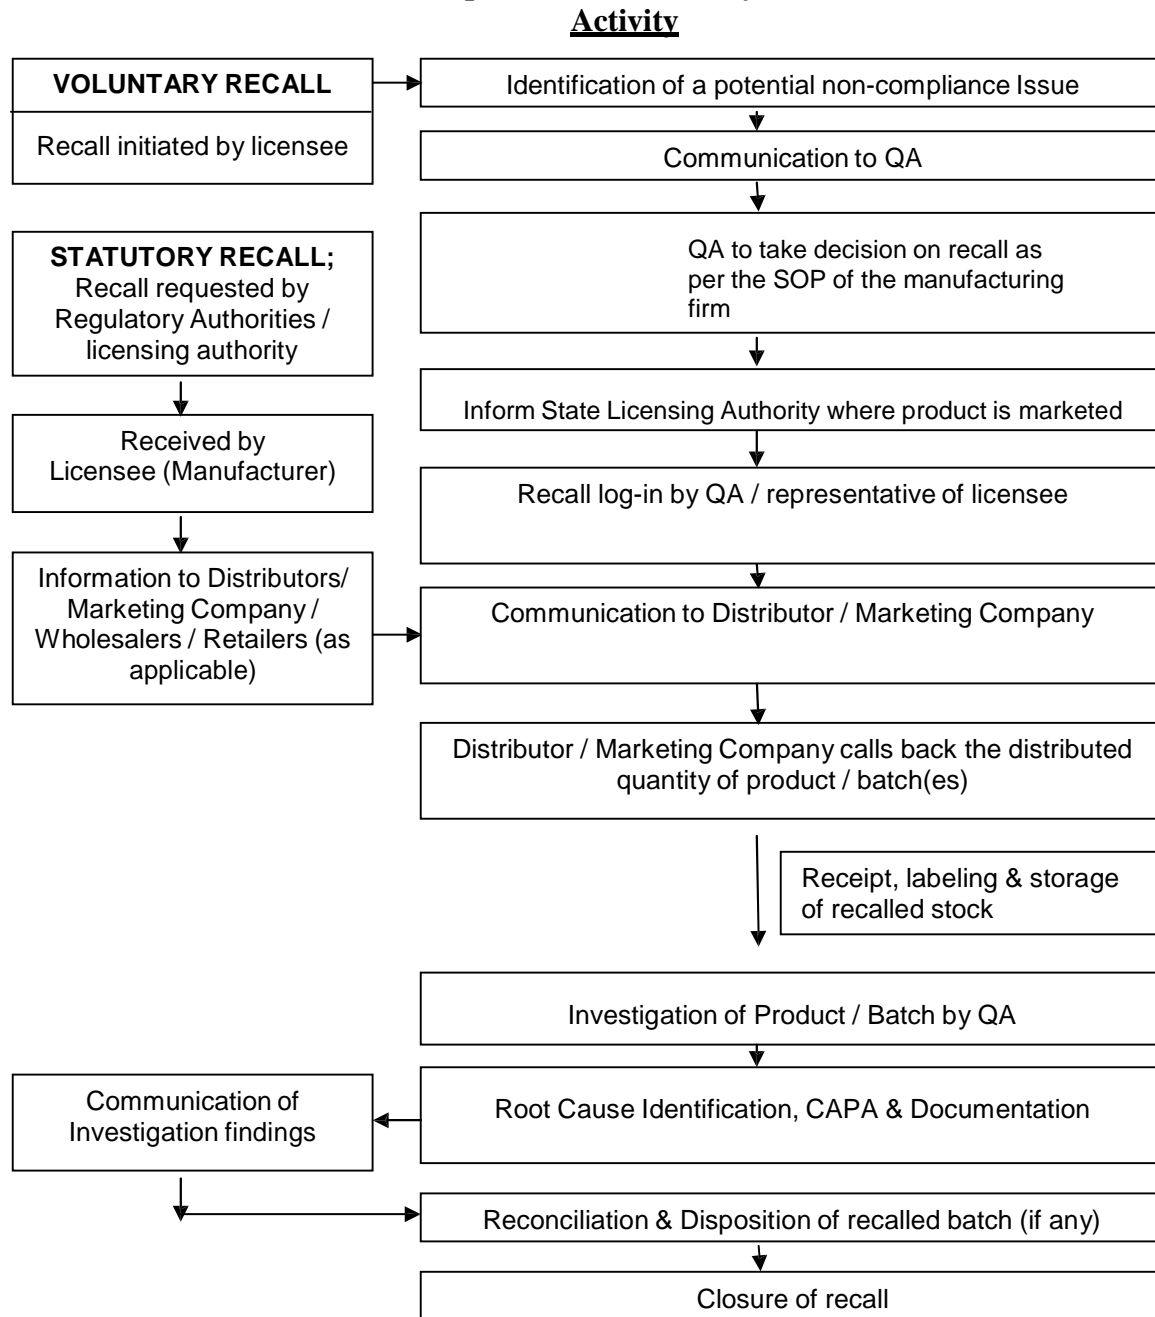 Activity
VOLUNTARY RECALL
Recall initiated by licensee
Identification of a potential non-compliance Issue
Communication to QA
QA to take decision on recall as
per the SOP of the manufacturing
firm
STATUTORY RECALL;
Recall requested by
Regulatory Authorities /
licensing authority
Inform State Licensing Authority where product is marketed
Received by
Licensee (Manufacturer)
Recall log-in by QA / representative of licensee
Information to Distributors/
Marketing Company /
Wholesalers / Retailers (as
applicable)
Communication to Distributor / Marketing Company
Distributor / Marketing Company calls back the distributed
quantity of product / batch(es)
Receipt, labeling & storage
of recalled stock
Investigation of Product / Batch by QA
Root Cause Identification, CAPA & Documentation
Communication of
Investigation findings
Reconciliation & Disposition of recalled batch (if any)
Closure of recall